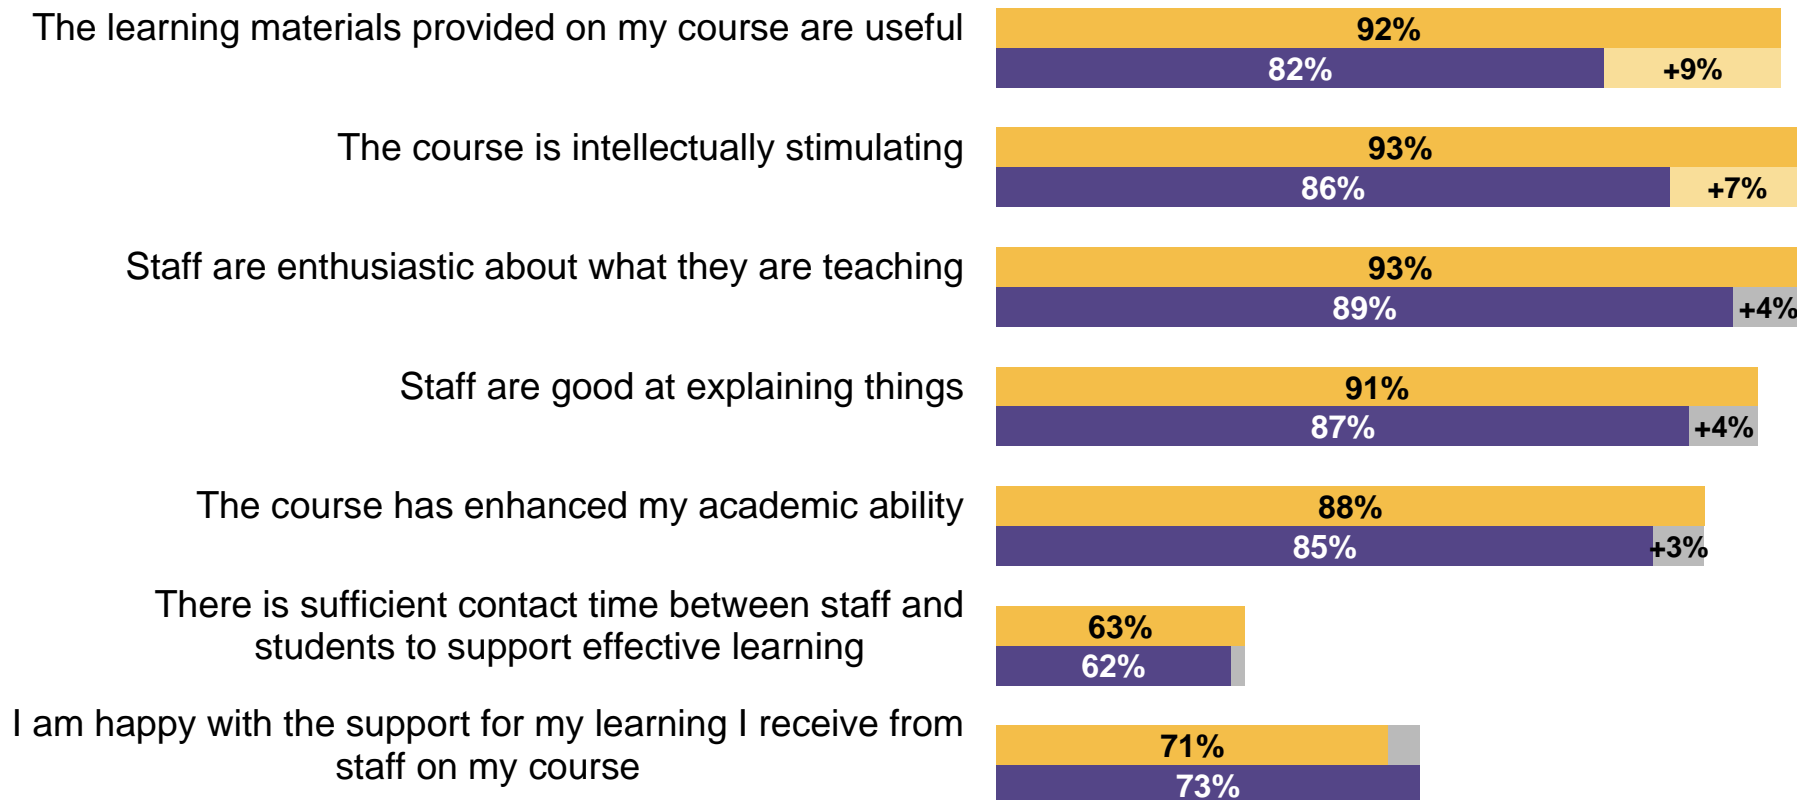 The learning materials provided on my course are useful
92%
82%
+9%
The course is intellectually stimulating
93%
86%
+7%
Staff are enthusiastic about what they are teaching
93%
89%
+4%
Staff are good at explaining things
91%
87%
+4%
The course has enhanced my academic ability
88%
85%
+3%
There is sufficient contact time between staff and
students to support effective learning
63%
62%
I am happy with the support for my learning I receive from
staff on my course
71%
73%